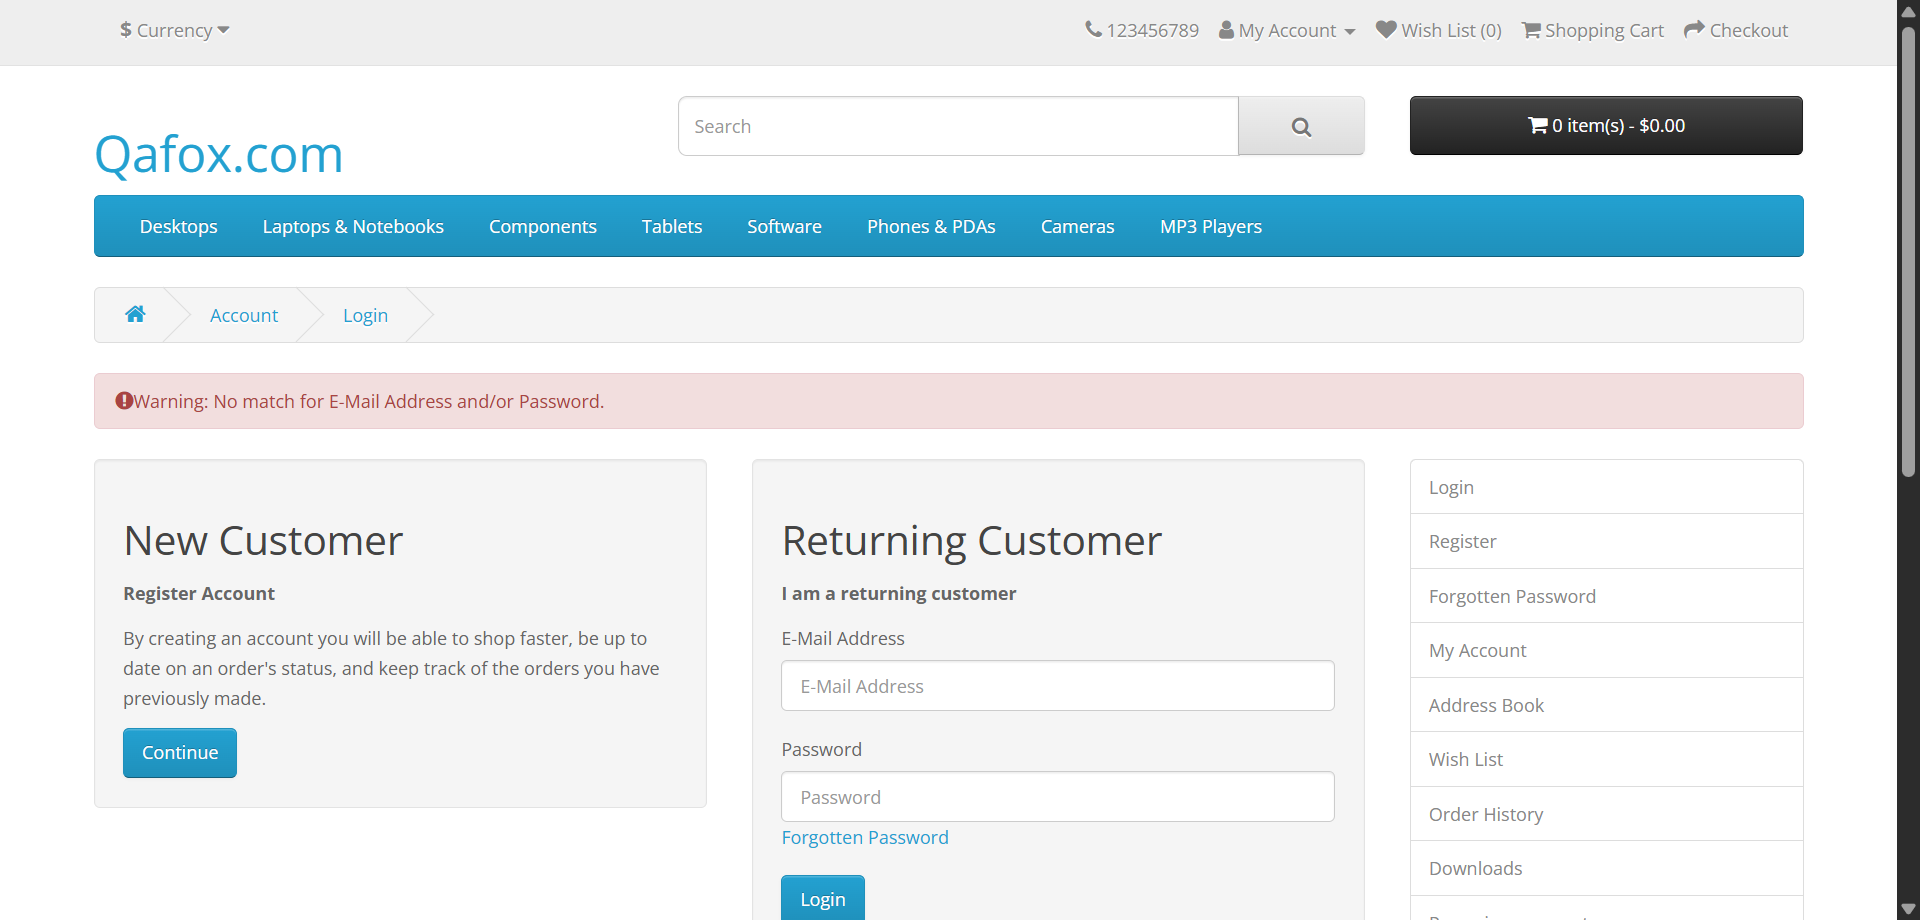 $ Currency
123456789 My Account Wish List (0) Shopping Cart Checkout
Qafox.com
Search
0 item(s) - $0.00
Desktops Laptops & Notebooks Components Tablets Software Phones & PDAs Cameras MP3 Players
Account Login
Warning: No match for E-Mail Address and/or Password.
New Customer
Register Account
By creating an account you will be able to shop faster, be up to
date on an order's status, and keep track of the orders you have
previously made.
Continue
Returning Customer
I am a returning customer
E-Mail Address
E-Mail Address
Password
Password
Forgotten Password
Login
Login
Register
Forgotten Password
My Account
Address Book
Wish List
Order History
Downloads